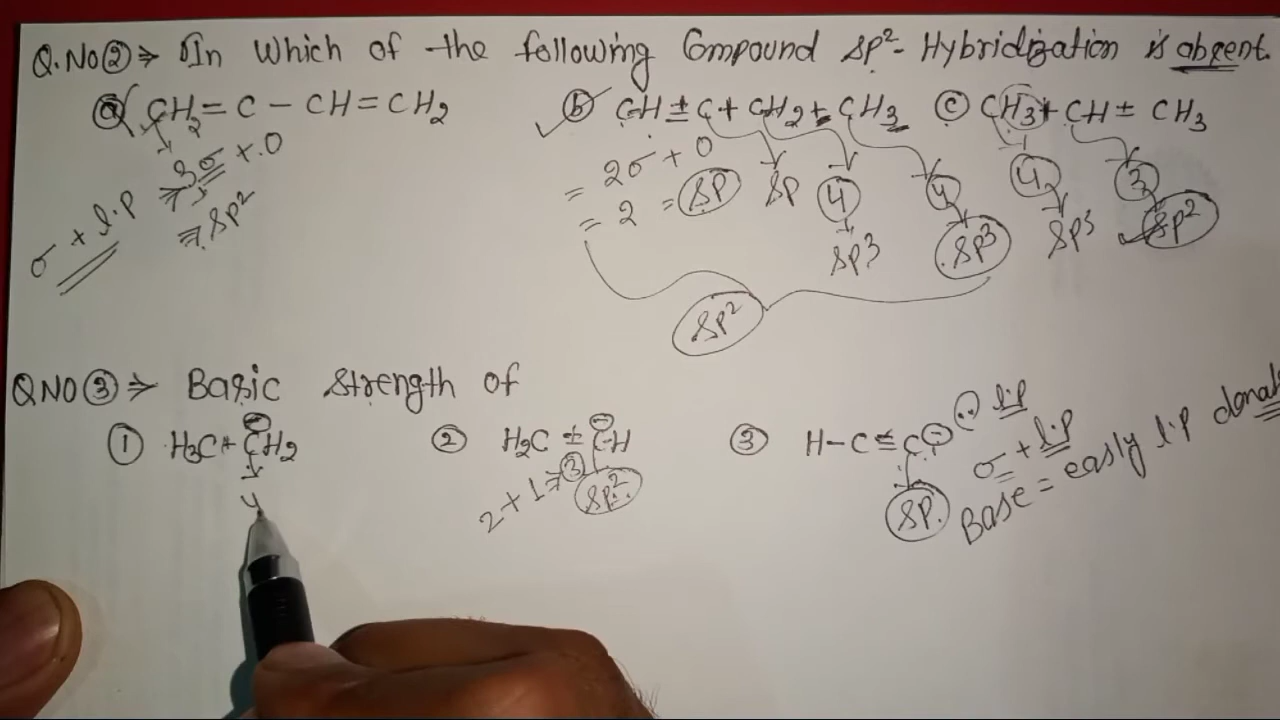 Q.NO② ⇒ In Which of the following Compound SP²- Hybridization is absent.
ⓐ CH₂ = C - CH = CH₂ ⓑ CH ≡ C + CH₂ + CH₃ ⓒ CH₃ + CH = CH₃
σ + l.p ⇒ 3σ + 0
⇒ SP²
= 2σ + 0
= 2 = SP SP 4 4 4 3
SP3 SP3 SP3 SP2
SP²
QNO③ ⇒ Basic Strength of
① H₃C + CH₂ ② H₂C = C-H ③ H-C ≡ C l.p
⊖ ⊖ ⊖
4 2 + 1 ⇒ 3 SP² SP σ + l.p
Base = easly l.p donat